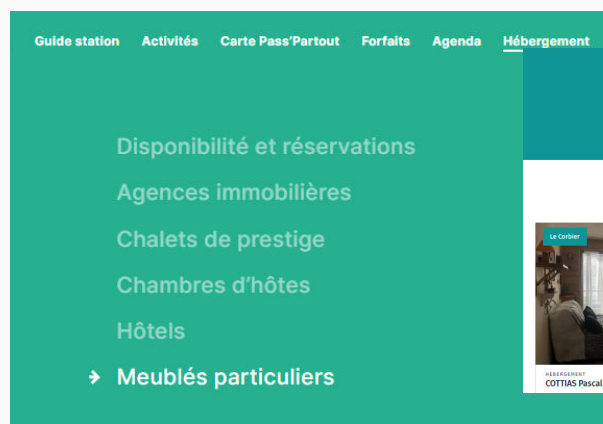 Guide station Activités Carte Pass'Partout Forfaits Agenda Hébergement
Disponibilité et réservations
Agences immobilières
Chalets de prestige
Chambres d'hôtes
Hôtels
Meublés particuliers
Le Corbier
HEBERGEMENT
COTTIAS Pascal